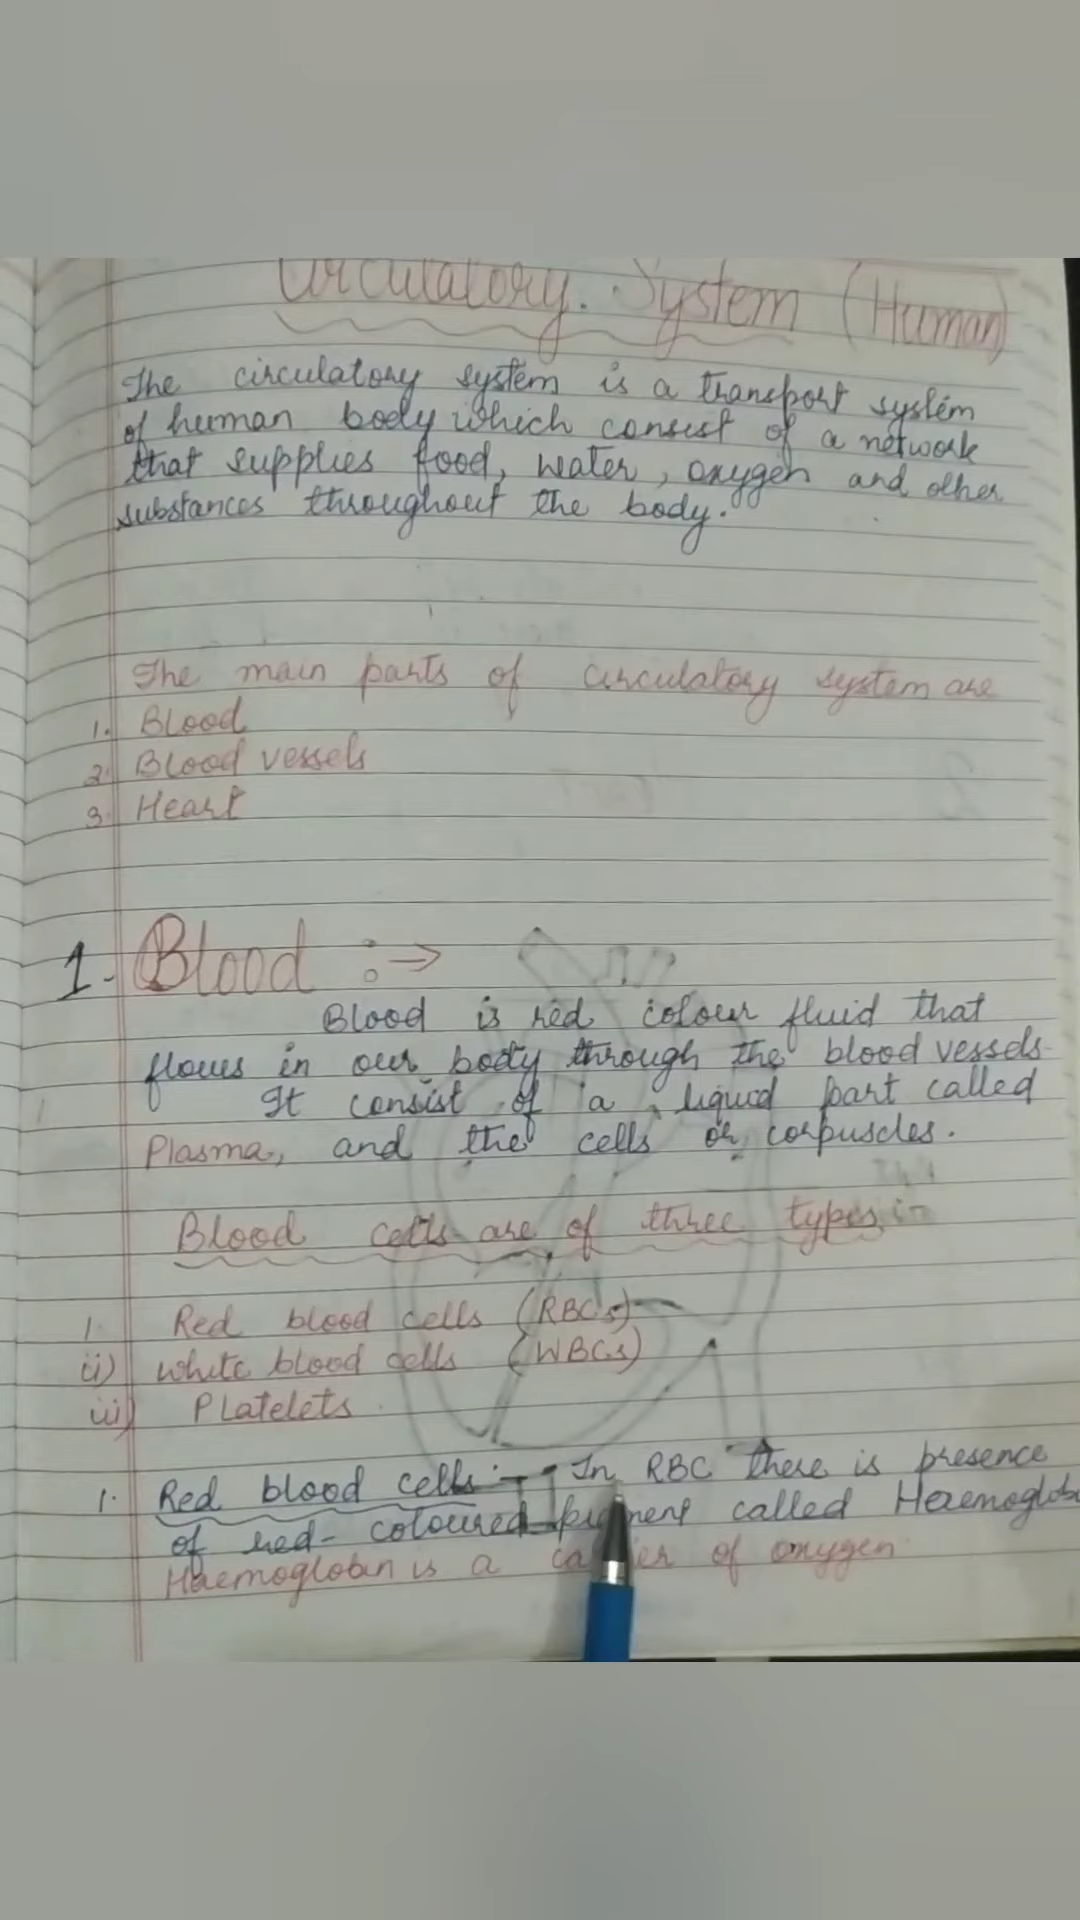 Circulatory System (Human)
The circulatory system is a transport system
of human body which consist of a network
that supplies food, water, oxygen and other
substances throughout the body.
The main parts of circulatory system are
1. Blood
2. Blood vessels
3. Heart
1. Blood :→
Blood is red colour fluid that
flows in our body through the blood vessels.
It consist of a liquid part called
Plasma, and the cells or corpuscles.
Blood cells are of three types
1. Red blood cells (RBCs)
ii) white blood cells (WBCs)
iii) Platelets
1. Red blood cells :- In RBC there is presence
of red-coloured pigment called Haemoglob
Haemoglobin is a carrier of oxygen.